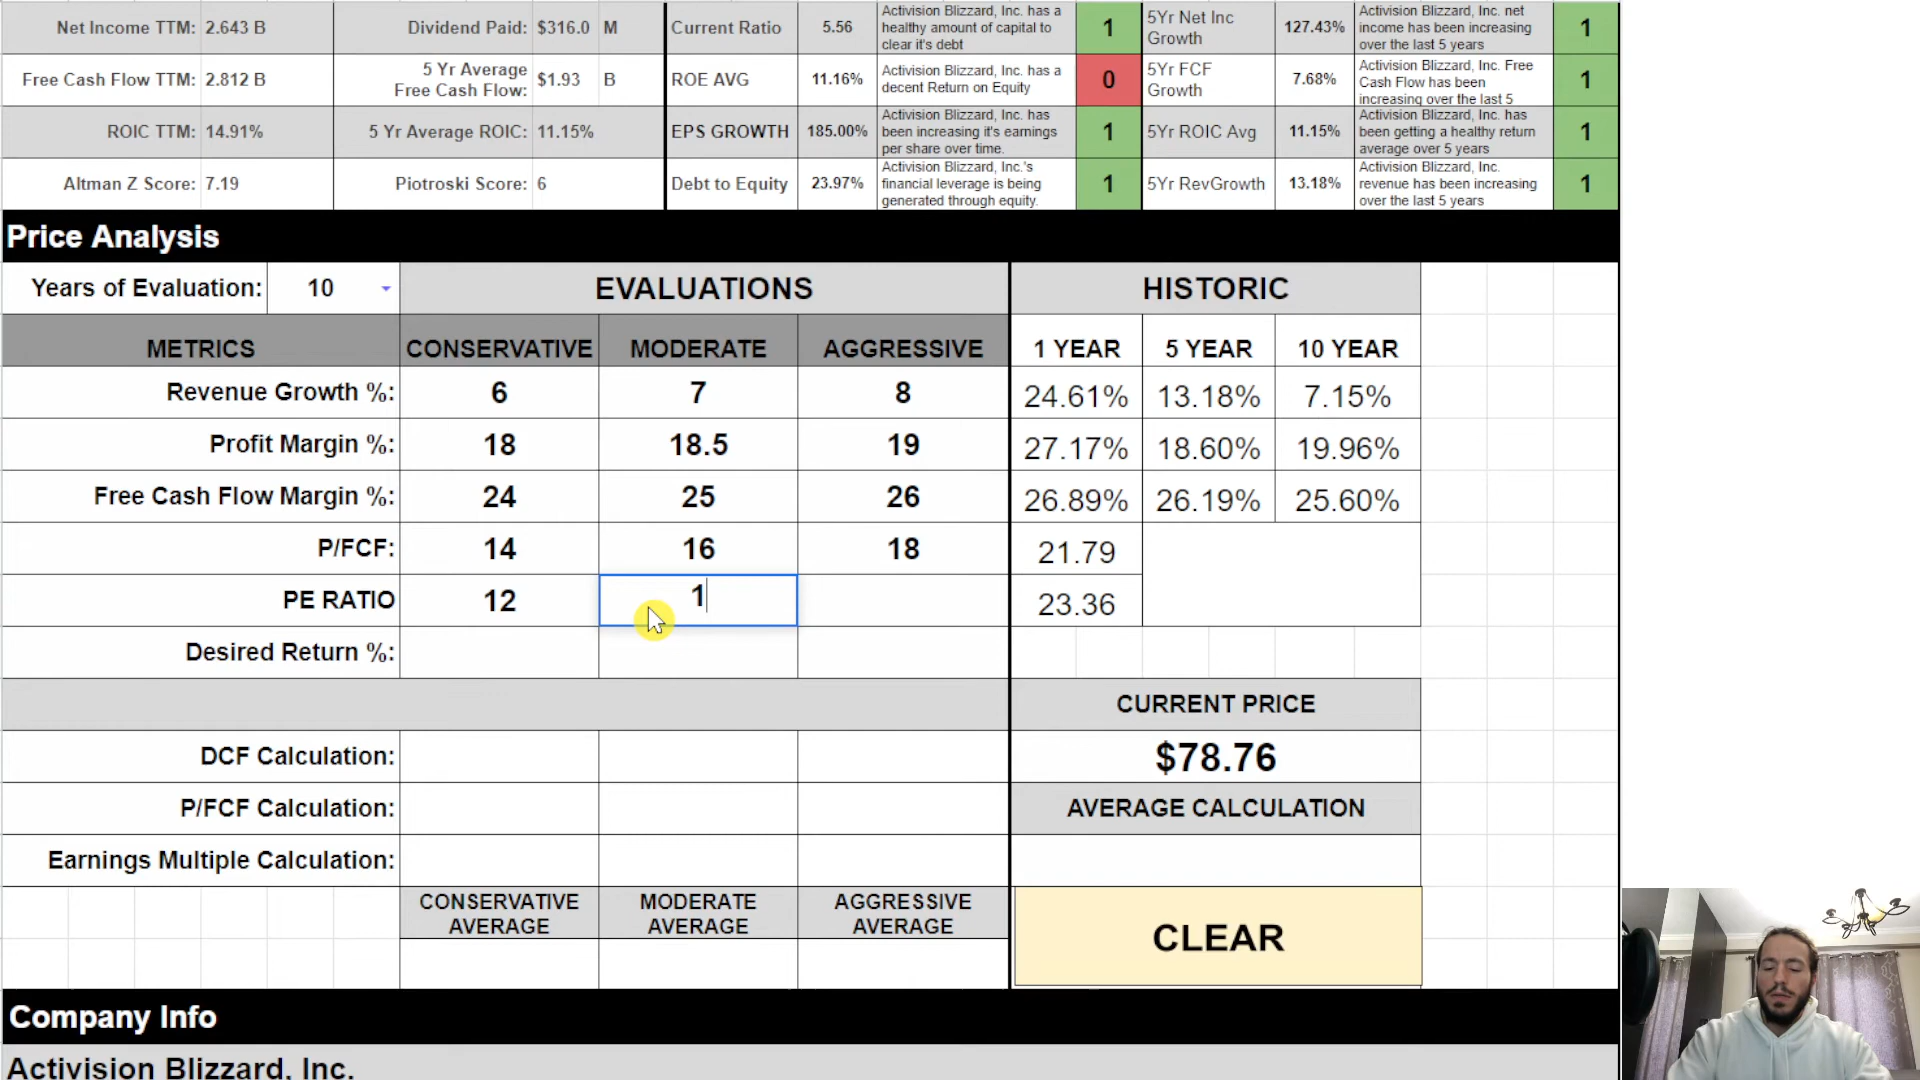 Net Income TTM: 2.643 B Dividend Paid: $316.0 M Current Ratio 5.56 Activision Blizzard, Inc. has a healthy amount of capital to clear it's debt 1 5Yr Net Inc Growth 127.43% Activision Blizzard, Inc. net income has been increasing over the last 5 years 1
Free Cash Flow TTM: 2.812 B 5 Yr Average Free Cash Flow: $1.93 B ROE AVG 11.16% Activision Blizzard, Inc. has a decent Return on Equity 0 5Yr FCF Growth 7.68% Activision Blizzard, Inc. Free Cash Flow has been increasing over the last 5 1
ROIC TTM: 14.91% 5 Yr Average ROIC: 11.15% EPS GROWTH 185.00% Activision Blizzard, Inc. has been increasing it's earnings per share over time. 1 5Yr ROIC Avg 11.15% Activision Blizzard, Inc. has been getting a healthy return average over 5 years 1
Altman Z Score: 7.19 Piotroski Score: 6 Debt to Equity 23.97% Activision Blizzard, Inc.'s financial leverage is being generated through equity. 1 5Yr RevGrowth 13.18% Activision Blizzard, Inc. revenue has been increasing over the last 5 years 1
Price Analysis
Years of Evaluation: 10 EVALUATIONS HISTORIC
METRICS CONSERVATIVE MODERATE AGGRESSIVE 1 YEAR 5 YEAR 10 YEAR
Revenue Growth %: 6 7 8 24.61% 13.18% 7.15%
Profit Margin %: 18 18.5 19 27.17% 18.60% 19.96%
Free Cash Flow Margin %: 24 25 26 26.89% 26.19% 25.60%
P/FCF: 14 16 18 21.79
PE RATIO 12 1 23.36
Desired Return %:
CURRENT PRICE
DCF Calculation: $78.76
P/FCF Calculation: AVERAGE CALCULATION
Earnings Multiple Calculation:
CONSERVATIVE AVERAGE MODERATE AVERAGE AGGRESSIVE AVERAGE CLEAR
Company Info
Activision Blizzard, Inc.